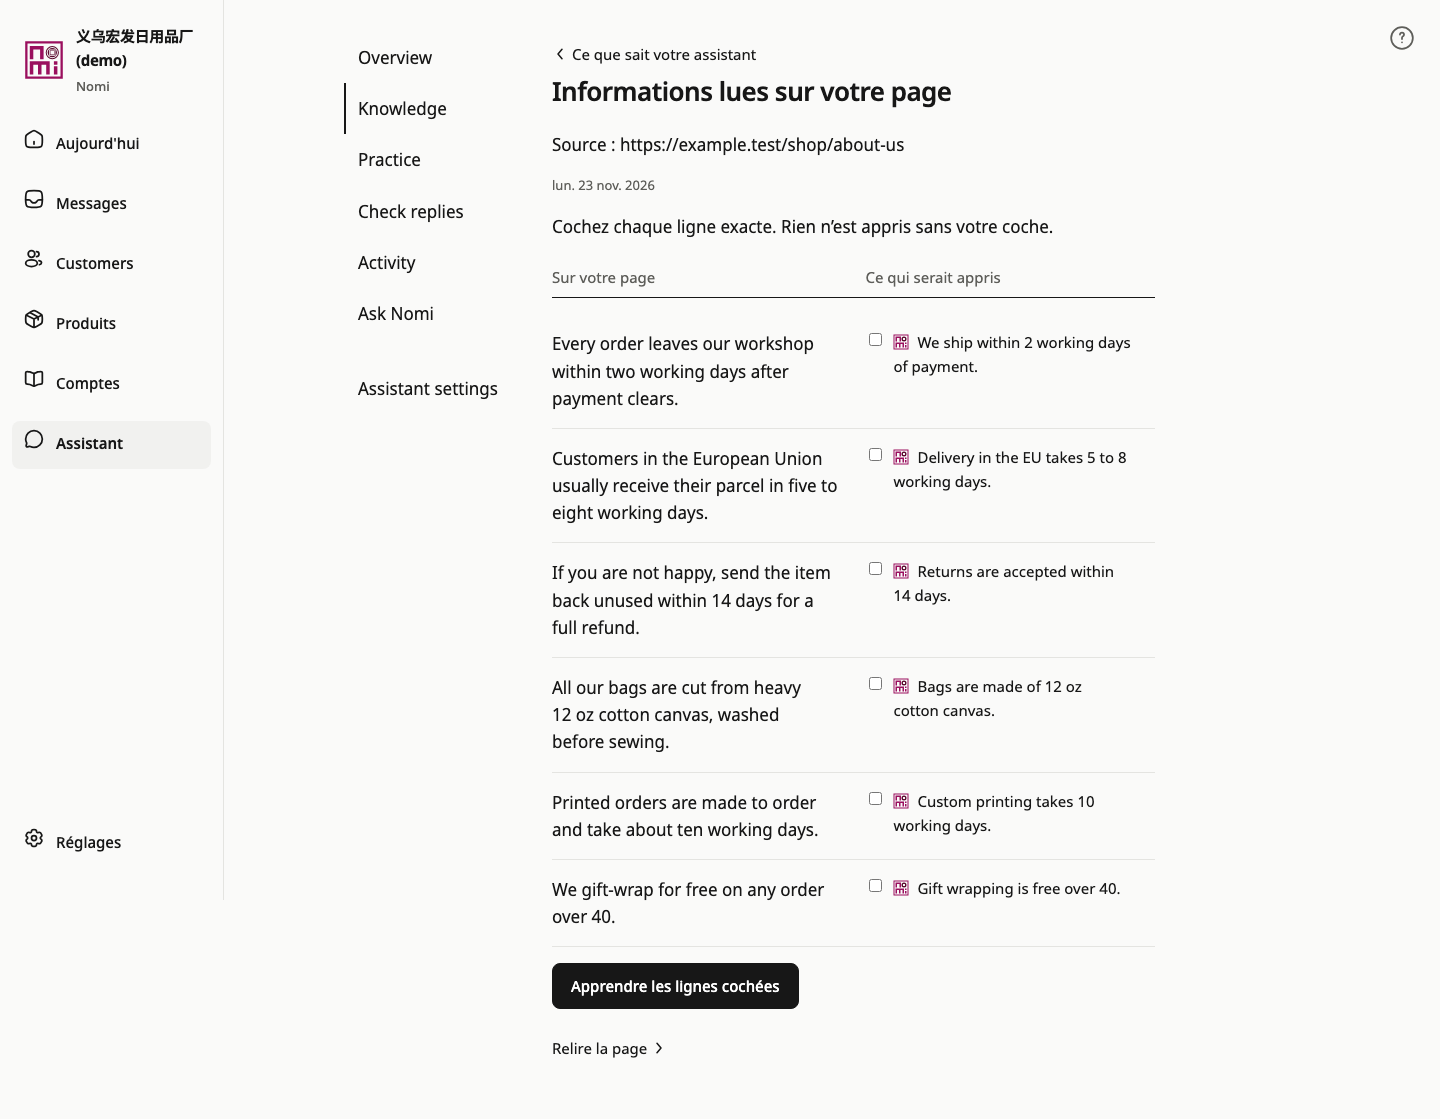 义乌宏发日用品厂
(demo)
Nomi
Aujourd'hui
Messages
Customers
Produits
Comptes
Assistant
Réglages
Overview
Knowledge
Practice
Check replies
Activity
Ask Nomi
Assistant settings
Ce que sait votre assistant
Informations lues sur votre page
Source : https://example.test/shop/about-us
lun. 23 nov. 2026
Cochez chaque ligne exacte. Rien n’est appris sans votre coche.
Sur votre page
Ce qui serait appris
Every order leaves our workshop
within two working days after
payment clears.
We ship within 2 working days
of payment.
Customers in the European Union
usually receive their parcel in five to
eight working days.
Delivery in the EU takes 5 to 8
working days.
If you are not happy, send the item
back unused within 14 days for a
full refund.
Returns are accepted within
14 days.
All our bags are cut from heavy
12 oz cotton canvas, washed
before sewing.
Bags are made of 12 oz
cotton canvas.
Printed orders are made to order
and take about ten working days.
Custom printing takes 10
working days.
We gift-wrap for free on any order
over 40.
Gift wrapping is free over 40.
Apprendre les lignes cochées
Relire la page